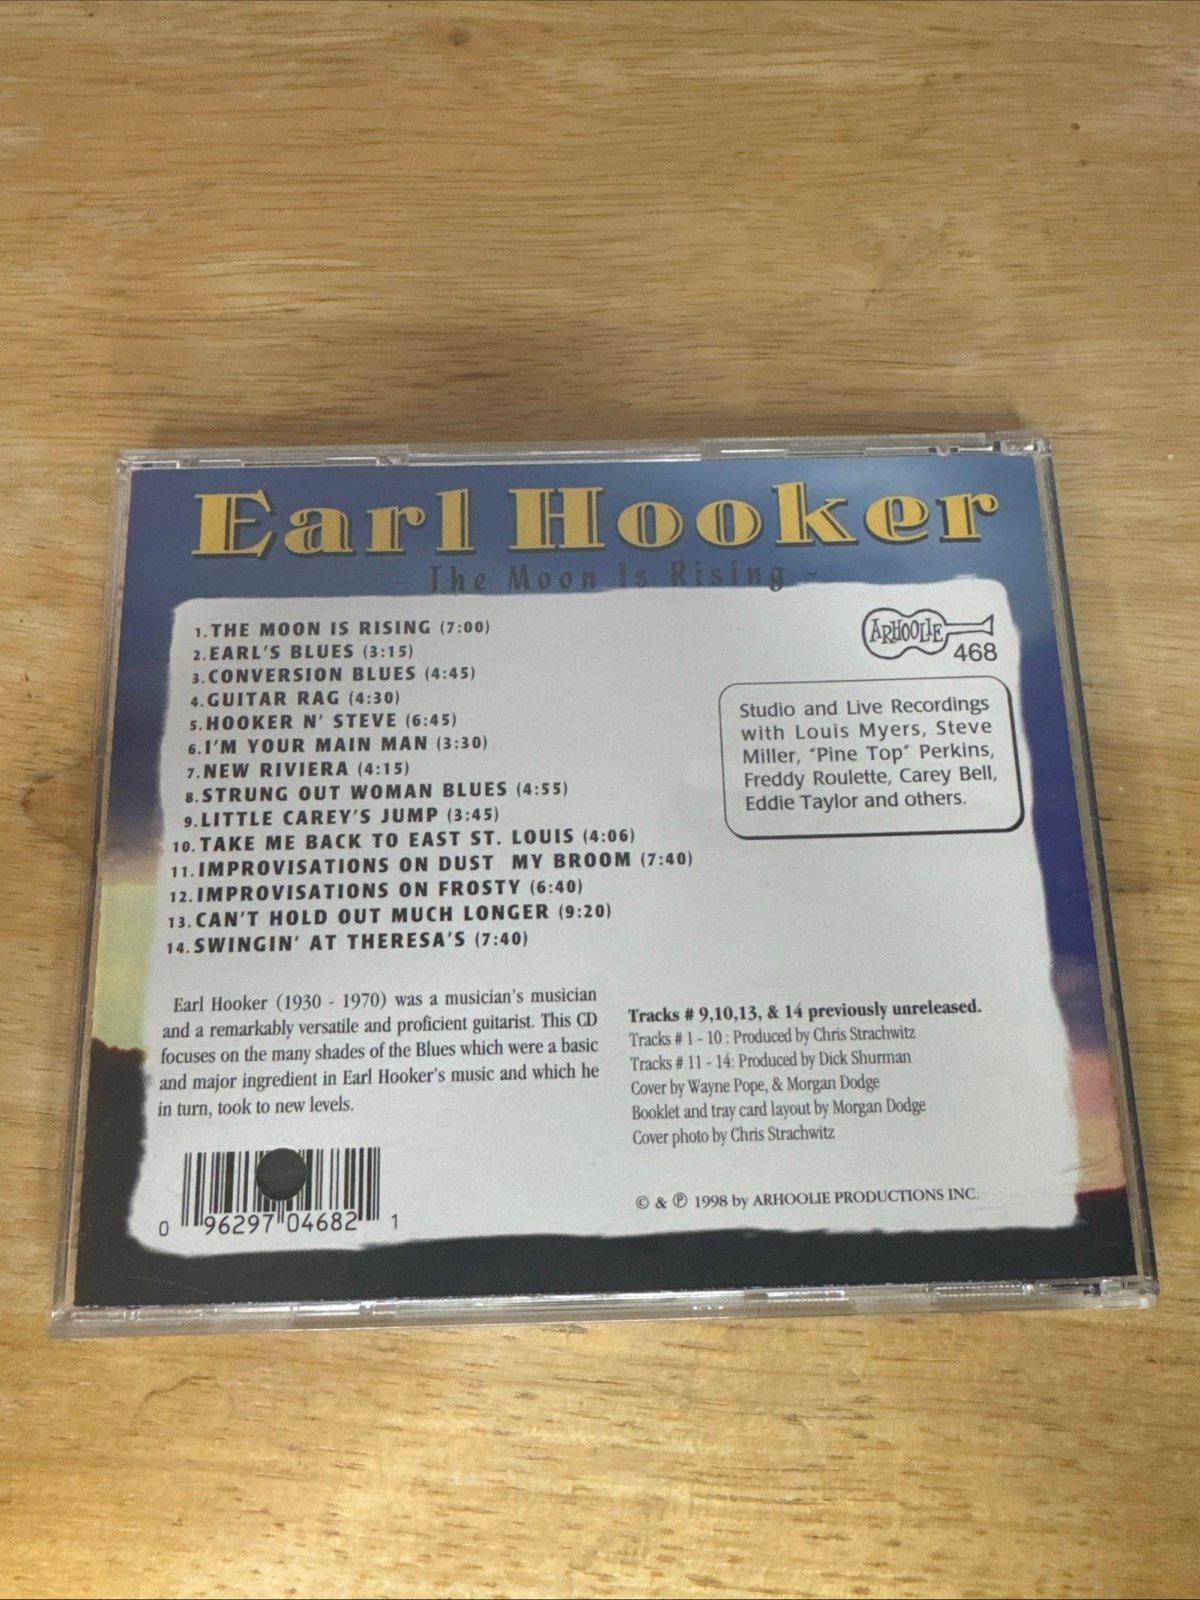 Earl Hooker
- The Moon Is Rising -
1. THE MOON IS RISING (7:00)
2. EARL'S BLUES (3:15)
3. CONVERSION BLUES (4:45)
4. GUITAR RAG (4:30)
5. HOOKER N' STEVE (6:45)
6. I'M YOUR MAIN MAN (3:30)
7. NEW RIVIERA (4:15)
8. STRUNG OUT WOMAN BLUES (4:55)
9. LITTLE CAREY'S JUMP (3:45)
10. TAKE ME BACK TO EAST ST. LOUIS (4:06)
11. IMPROVISATIONS ON DUST MY BROOM (7:40)
12. IMPROVISATIONS ON FROSTY (6:40)
13. CAN'T HOLD OUT MUCH LONGER (9:20)
14. SWINGIN' AT THERESA'S (7:40)
ARHOOLIE
468
Studio and Live Recordings
with Louis Myers, Steve
Miller, "Pine Top" Perkins,
Freddy Roulette, Carey Bell,
Eddie Taylor and others.
Earl Hooker (1930 - 1970) was a musician's musician
and a remarkably versatile and proficient guitarist. This CD
focuses on the many shades of the Blues which were a basic
and major ingredient in Earl Hooker's music and which he
in turn, took to new levels.
Tracks # 9,10,13, & 14 previously unreleased.
Tracks # 1 - 10 : Produced by Chris Strachwitz
Tracks # 11 - 14: Produced by Dick Shurman
Cover by Wayne Pope, & Morgan Dodge
Booklet and tray card layout by Morgan Dodge
Cover photo by Chris Strachwitz
© & ℗ 1998 by ARHOOLIE PRODUCTIONS INC.
0 96297 04682 1